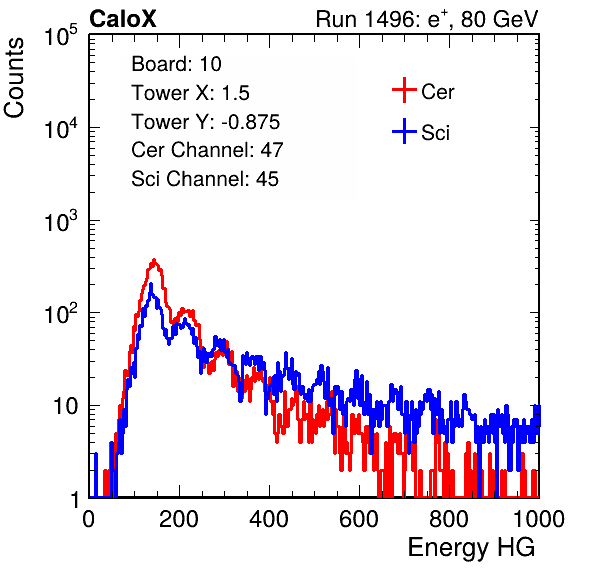 CaloX Run 1496: e⁺, 80 GeV
Counts
Board: 10
Tower X: 1.5
Tower Y: -0.875
Cer Channel: 47
Sci Channel: 45
Cer
Sci
10⁵
10⁴
10³
10²
10
1
0 200 400 600 800 1000
Energy HG